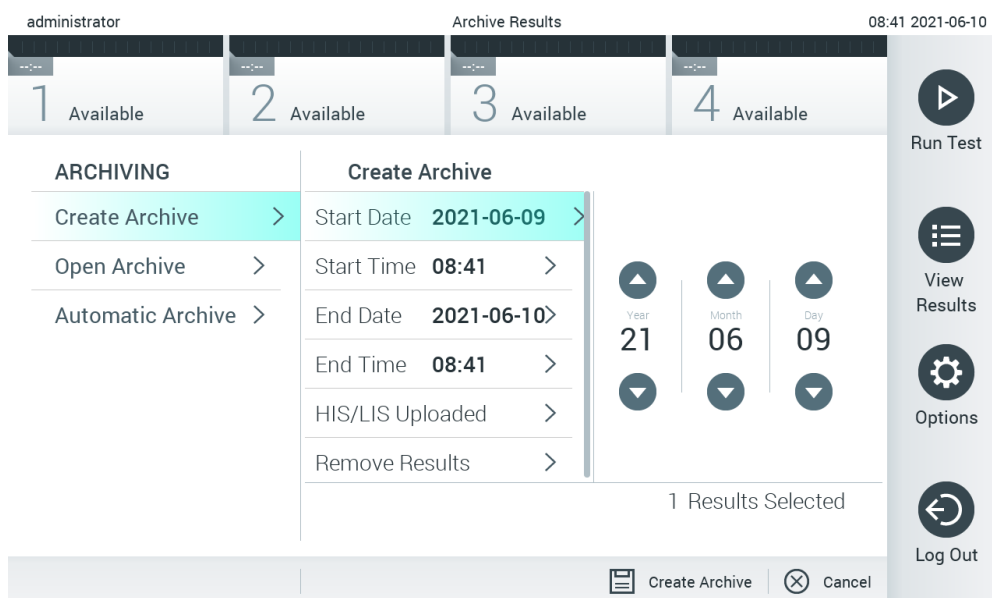 administrator Archive Results 08:41 2021-06-10
--:-- --:-- --:-- --:--
1 Available 2 Available 3 Available 4 Available
Run Test
ARCHIVING
Create Archive
Open Archive
Automatic Archive
Create Archive
Start Date 2021-06-09
Start Time 08:41
End Date 2021-06-10
End Time 08:41
HIS/LIS Uploaded
Remove Results
Year Month Day
21 06 09
1 Results Selected
View
Results
Options
Log Out
Create Archive Cancel